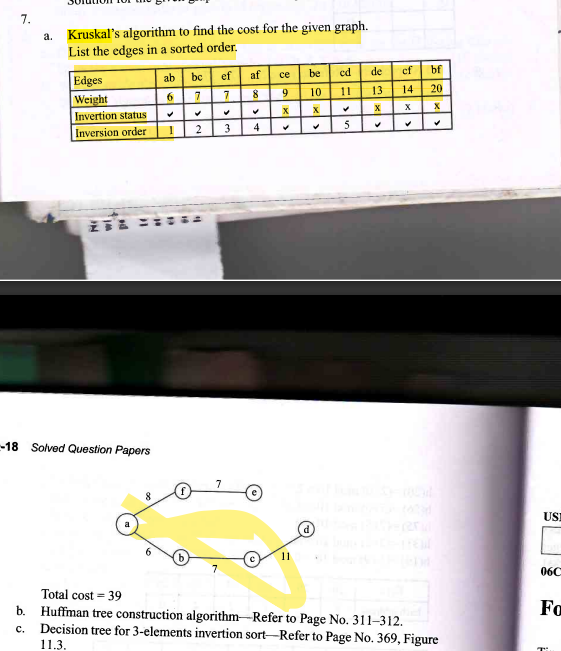 7.
a. Kruskal's algorithm to find the cost for the given graph.
List the edges in a sorted order.
Edges ab bc ef af ce be cd de cf bf
Weight 6 7 7 8 9 10 11 13 14 20
Invertion status ✓ ✓ ✓ ✓ x x ✓ x x x
Inversion order 1 2 3 4 ✓ ✓ 5 ✓ ✓ ✓
-18 Solved Question Papers
f 7 e
8
a
d
6
b 7 c 11
Total cost = 39
b. Huffman tree construction algorithm—Refer to Page No. 311–312.
c. Decision tree for 3-elements invertion sort—Refer to Page No. 369, Figure
11.3.
06C
Fo